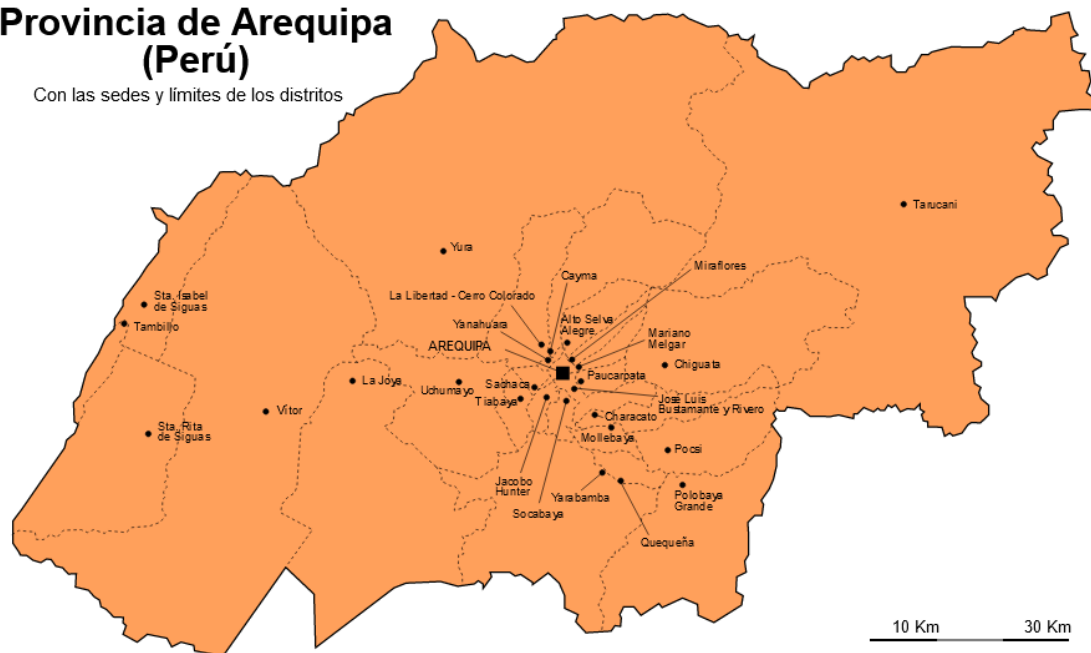 Provincia de Arequipa
(Perú)
Con las sedes y límites de los distritos
Tarucani
Yura
Miraflores
Cayma
La Libertad - Cerro Colorado
Sta. Isabel
de Siguas
Tambillo
Yanahuara
Alto Selva
Alegre
Mariano
Melgar
AREQUIPA
Chiguata
La Joya
Uchumayo
Sachaca
Paucarpata
Tiabaya
José Luis
Bustamante y Rivero
Vítor
Characato
Sta. Rita
de Siguas
Mollebaya
Pocsi
Jacobo
Hunter
Yarabamba
Polobaya
Grande
Socabaya
Quequeña
10 Km
30 Km